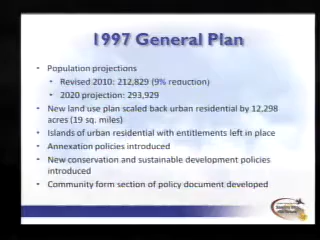 1997 General Plan
• Population projections
• Revised 2010: 212,829 (9% reduction)
• 2020 projection: 293,929
• New land use plan scaled back urban residential by 12,298
acres (19 sq. miles)
• Islands of urban residential with entitlements left in place
• Annexation policies introduced
• New conservation and sustainable development policies
introduced
• Community form section of policy document developed